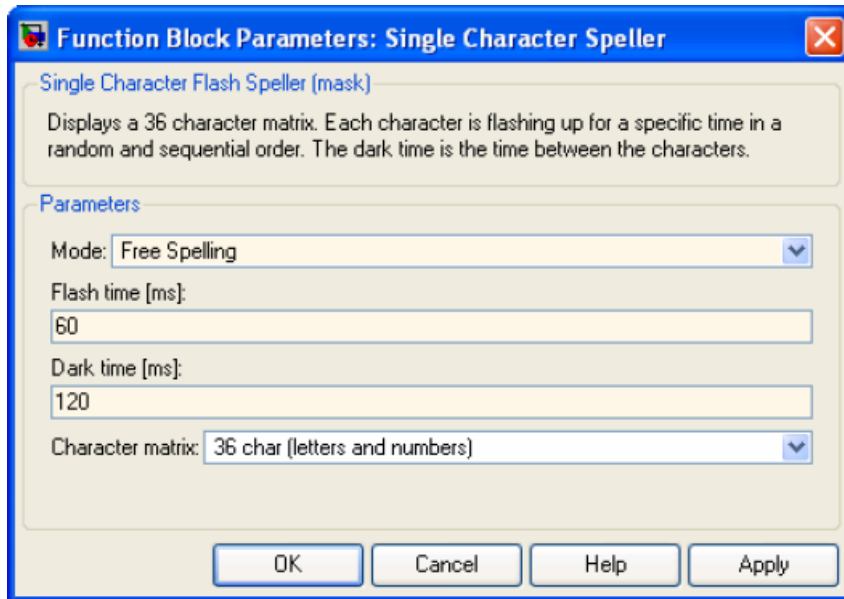 Function Block Parameters: Single Character Speller
Single Character Flash Speller (mask)
Displays a 36 character matrix. Each character is flashing up for a specific time in a
random and sequential order. The dark time is the time between the characters.
Parameters
Mode: Free Spelling
Flash time [ms]:
60
Dark time [ms]:
120
Character matrix: 36 char (letters and numbers)
OK Cancel Help Apply